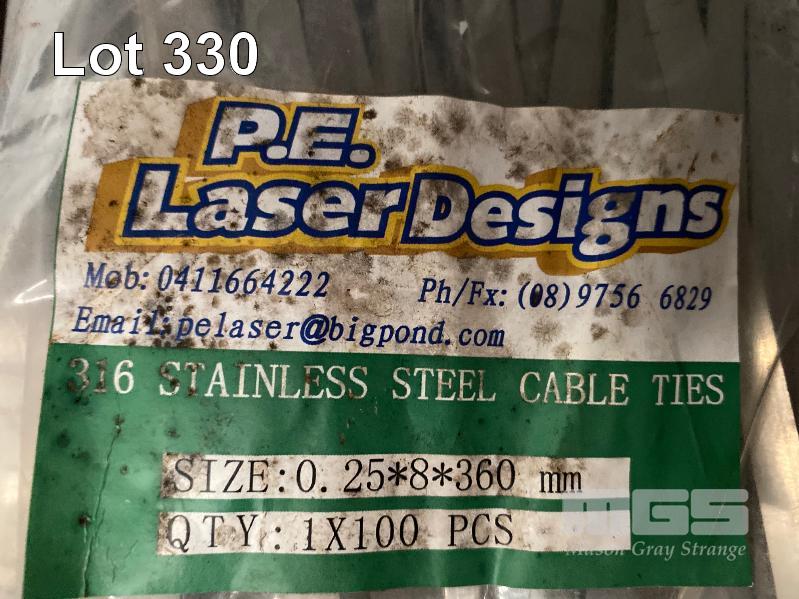 Lot 330
P.E.
Laser Designs
Mob: 0411664222 Ph/Fx: (08)9756 6829
Email:pelaser@bigpond.com
316 STAINLESS STEEL CABLE TIES
SIZE:0.25*8*360 mm
QTY: 1X100 PCS
MGS
Mason Gray Strange